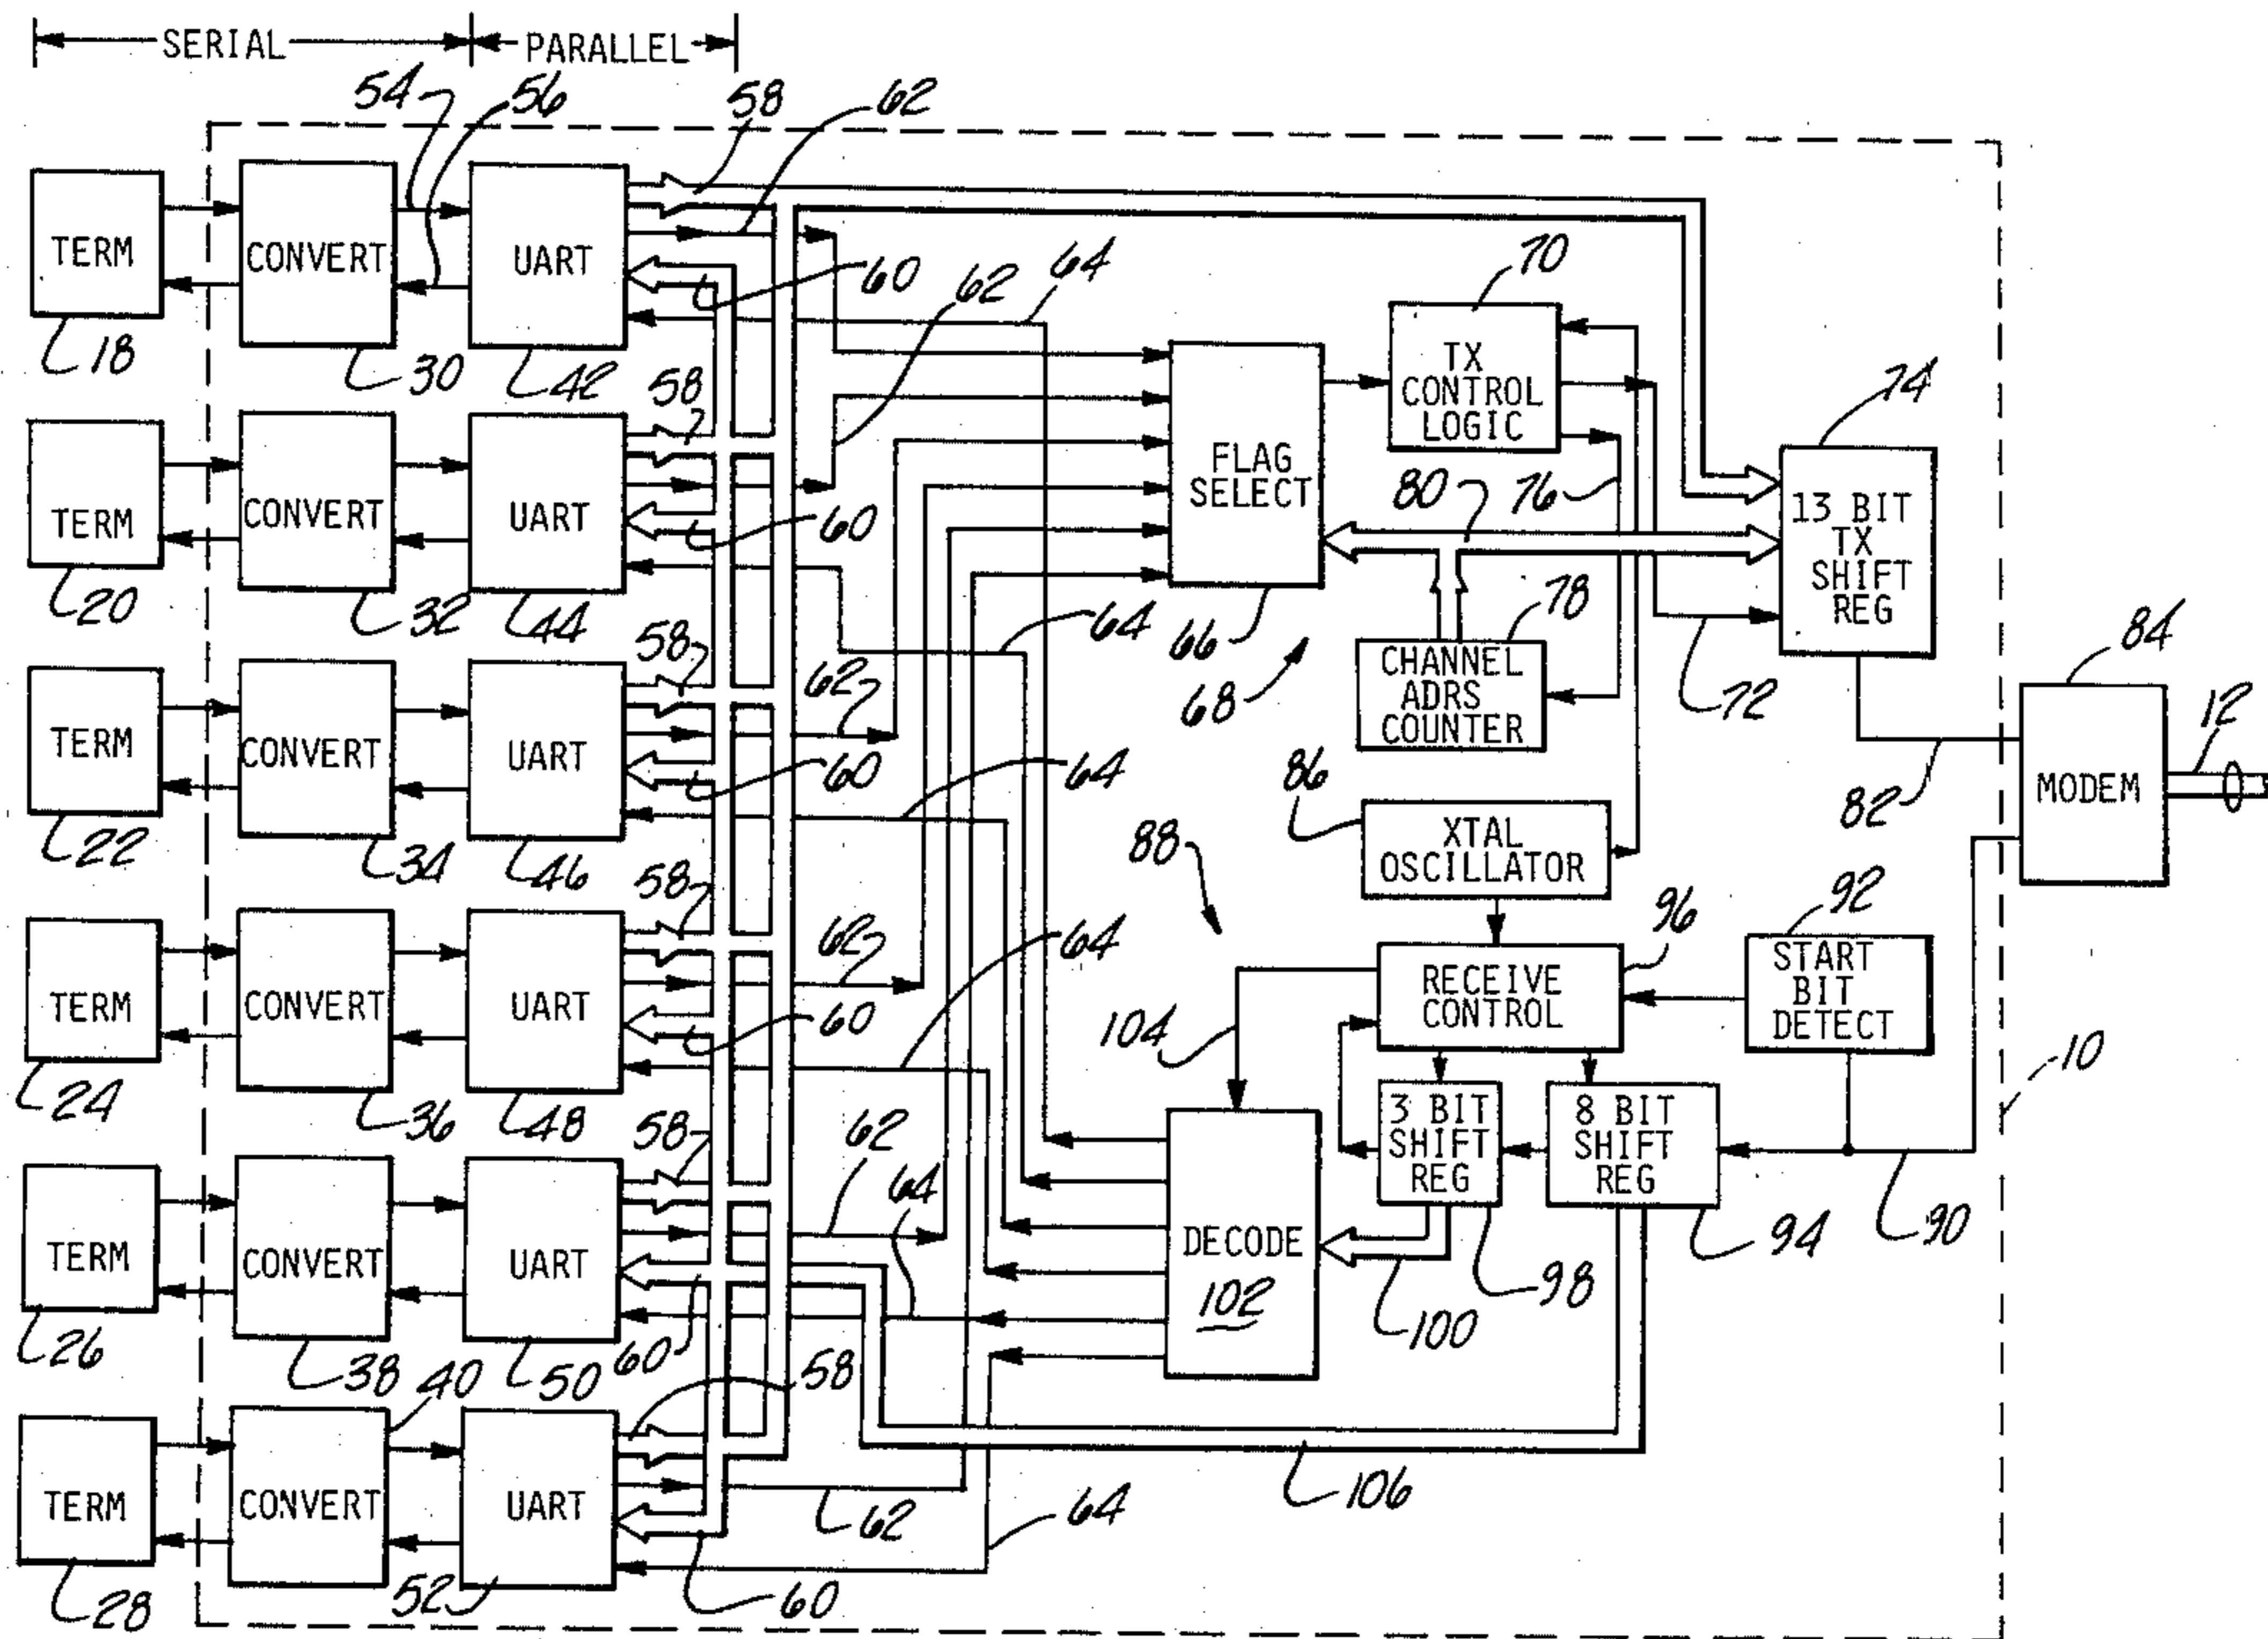 SERIAL PARALLEL
54 56 58 62
TERM CONVERT UART
18 30 42 58
60 62 64
70
TX
CONTROL
LOGIC
74
FLAG
SELECT
80 76
13 BIT
TX
SHIFT
REG
TERM CONVERT UART
60
20 32 44 58
64
66 68
78
CHANNEL
ADRS
COUNTER
72
84
12
MODEM
82
TERM CONVERT UART
62
60
64
22 34 46 58
86
XTAL
OSCILLATOR
88
92
START
BIT
DETECT
96
RECEIVE
CONTROL
104
TERM CONVERT UART
62
60
64
24 36 48 58
10
3 BIT
SHIFT
REG
8 BIT
SHIFT
REG
62
64
TERM CONVERT UART
DECODE
102
100
98
94
90
26 38 50 60
40
58
TERM CONVERT UART
62
64
106
28 52 60